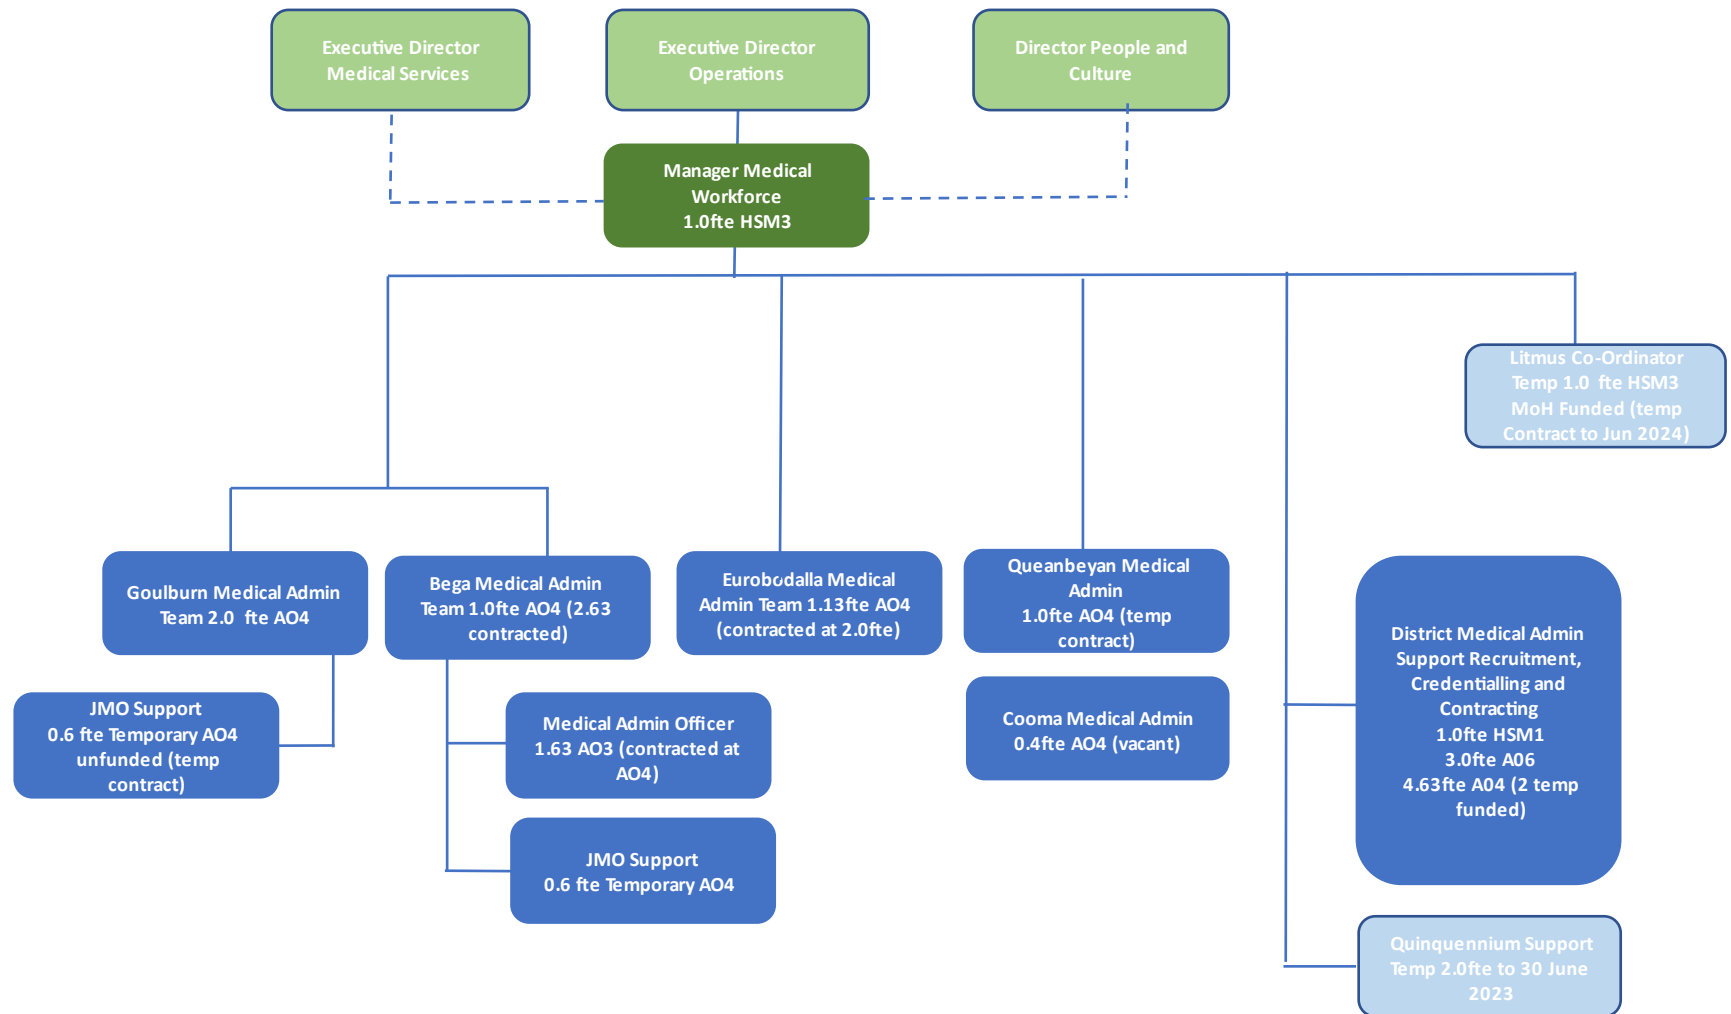 Executive Director
Medical Services
Executive Director
Operations
Director People and
Culture
Manager Medical
Workforce
1.0fte HSM3
Litmus Co-Ordinator
Temp 1.0 fte HSM3
MoH Funded (temp
Contract to Jun 2024)
Goulburn Medical Admin
Team 2.0 fte AO4
Bega Medical Admin
Team 1.0fte AO4 (2.63
contracted)
Eurobodalla Medical
Admin Team 1.13fte AO4
(contracted at 2.0fte)
Queanbeyan Medical
Admin
1.0fte AO4 (temp
contract)
District Medical Admin
Support Recruitment,
Credentialling and
Contracting
1.0fte HSM1
3.0fte A06
4.63fte A04 (2 temp
funded)
JMO Support
0.6 fte Temporary AO4
unfunded (temp
contract)
Medical Admin Officer
1.63 AO3 (contracted at
AO4)
Cooma Medical Admin
0.4fte AO4 (vacant)
JMO Support
0.6 fte Temporary AO4
Quinquennium Support
Temp 2.0fte to 30 June
2023